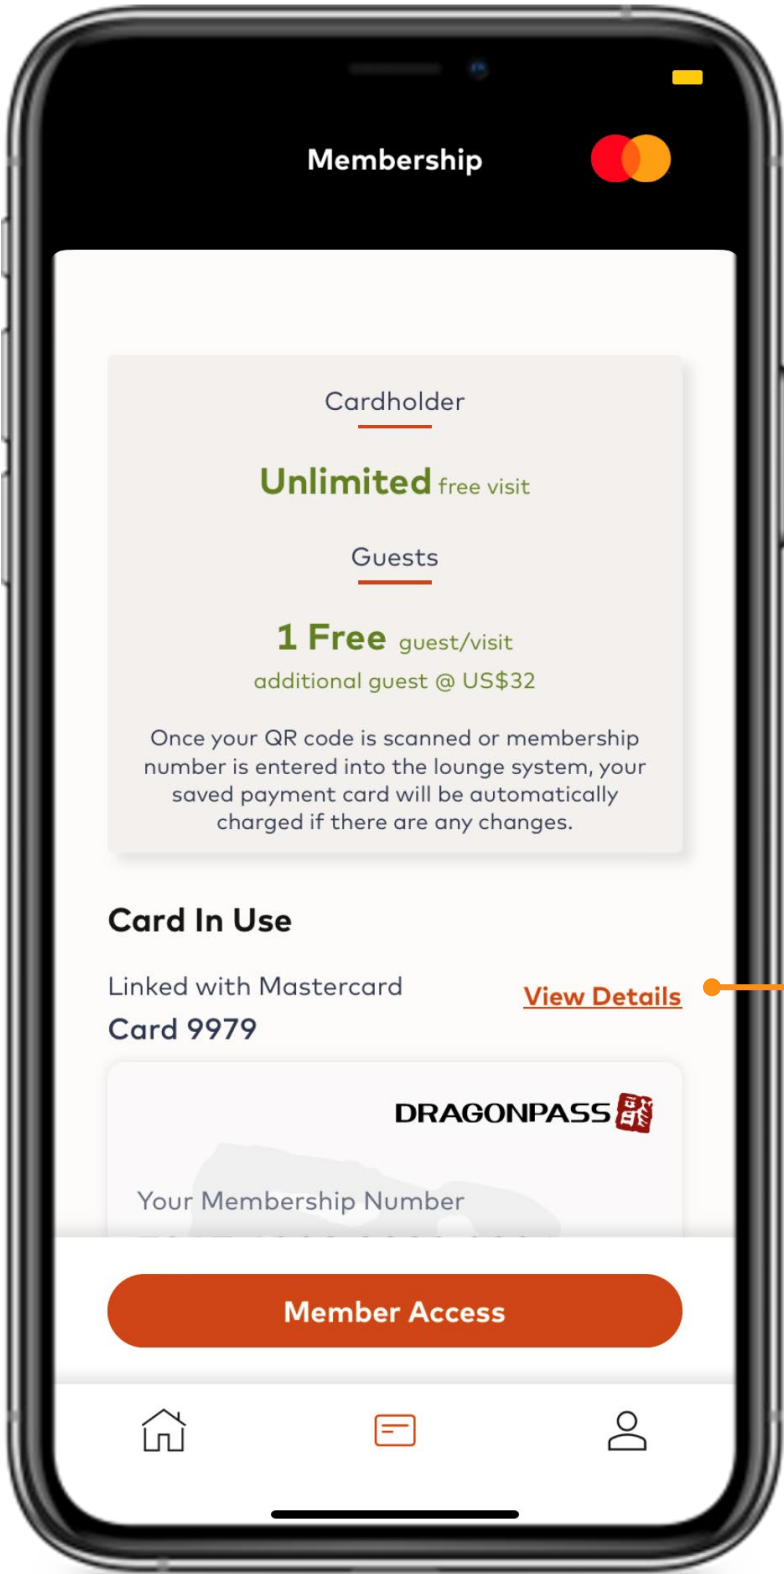 Membership
Cardholder
Unlimited free visit
Guests
1 Free guest/visit
additional guest @ US$32
Once your QR code is scanned or membership
number is entered into the lounge system, your
saved payment card will be automatically
charged if there are any changes.
Card In Use
Linked with Mastercard
View Details
Card 9979
DRAGONPASS
Your Membership Number
Member Access